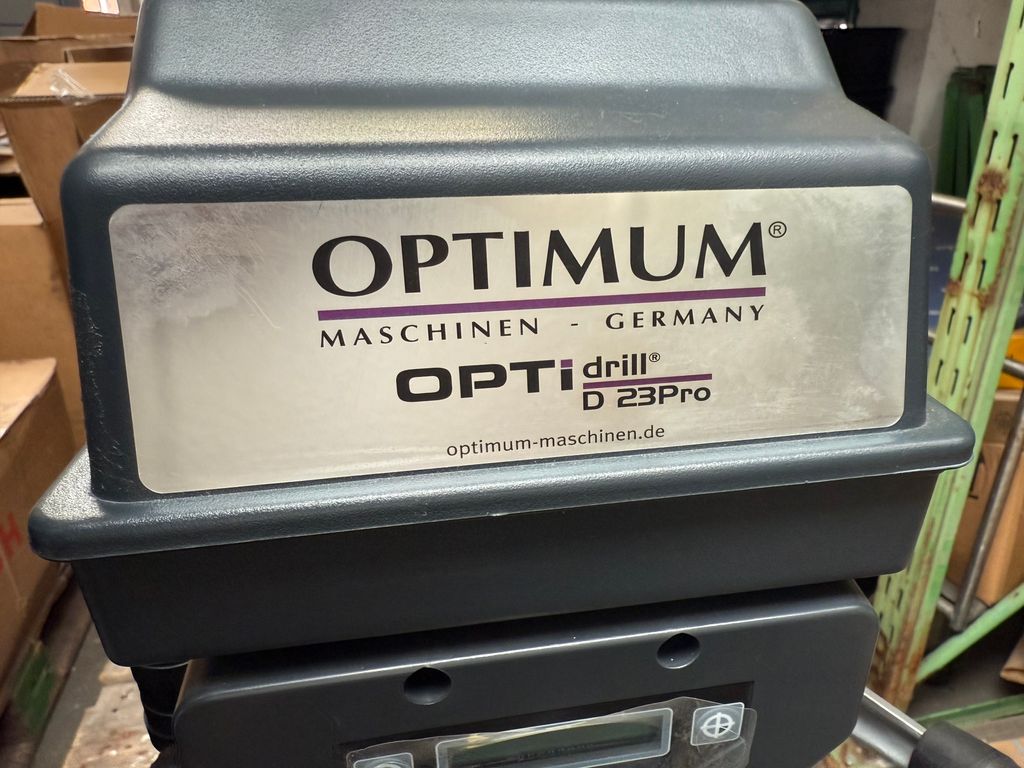 OPTIMUM®
MASCHINEN - GERMANY
OPTi drill®
D 23Pro
optimum-maschinen.de